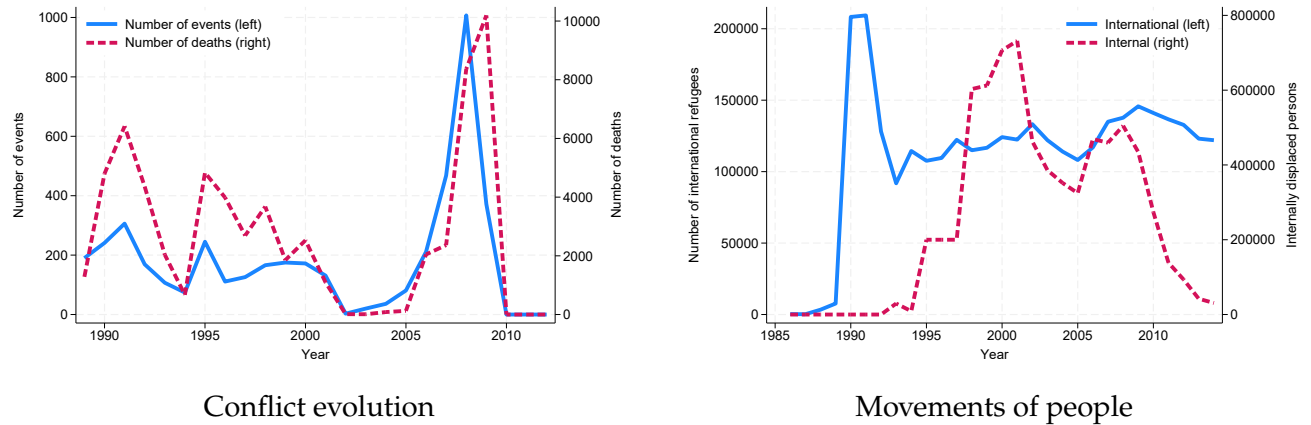 Number of events (left)
Number of deaths (right)
Number of events
1000
800
600
400
200
0
10000
8000
6000
4000
2000
0
Number of deaths
1990 1995 2000 2005 2010
Year
Conflict evolution
International (left)
Internal (right)
Number of international refugees
200000
150000
100000
50000
0
800000
600000
400000
200000
0
Internally displaced persons
1985 1990 1995 2000 2005 2010
Year
Movements of people